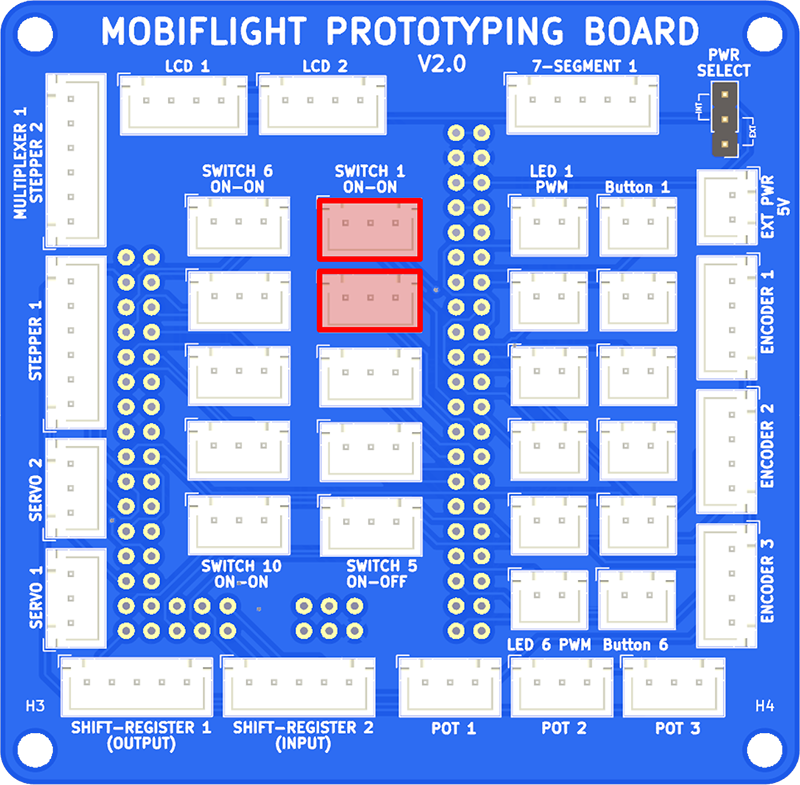 MOBIFLIGHT PROTOTYPING BOARD
V2.0
LCD 1
LCD 2
7-SEGMENT 1
PWR
SELECT
INT
EXT
MULTIPLEXER 1
STEPPER 2
SWITCH 6
ON-ON
SWITCH 1
ON-ON
LED 1
PWM
Button 1
EXT PWR
5V
STEPPER 1
ENCODER 1
SERVO 2
ENCODER 2
SERVO 1
SWITCH 10
ON-ON
SWITCH 5
ON-OFF
ENCODER 3
LED 6 PWM
Button 6
H3
SHIFT-REGISTER 1
(OUTPUT)
SHIFT-REGISTER 2
(INPUT)
POT 1
POT 2
POT 3
H4